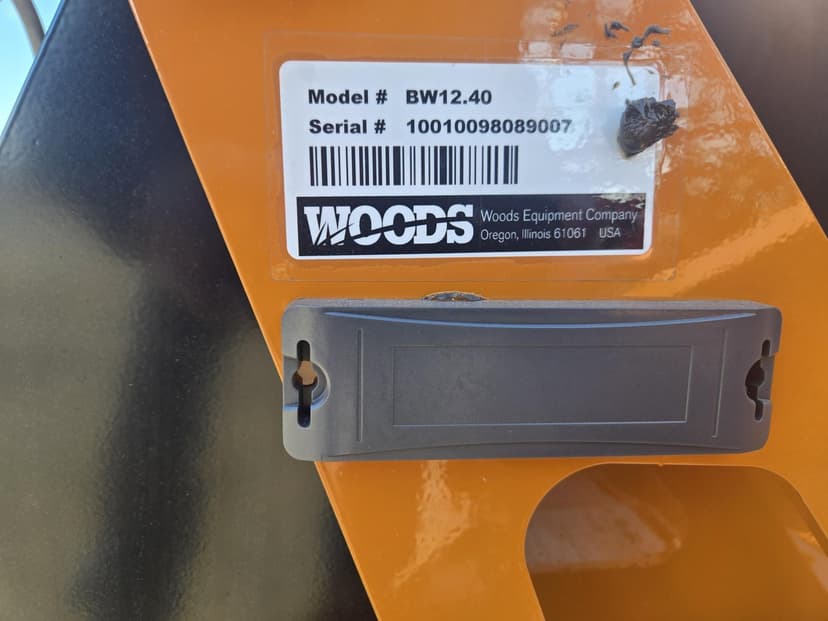 Model # BW12.40
Serial # 10010098089007
WOODS
Woods Equipment Company
Oregon, Illinois 61061 USA